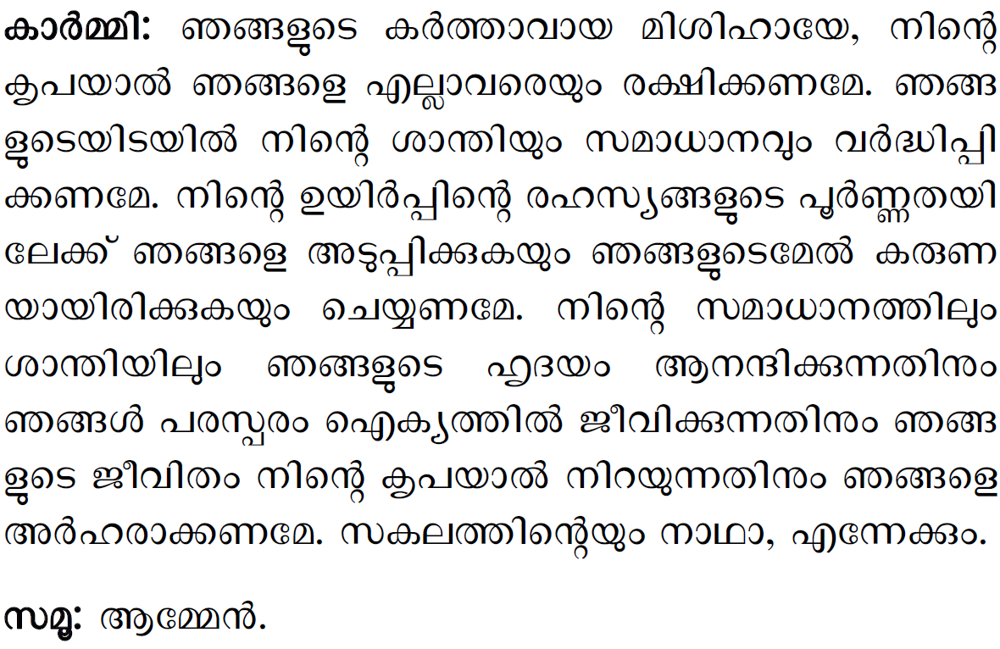 കാർമ്മി: ഞങ്ങളുടെ കർത്താവായ മിശിഹായേ, നിന്റെ
കൃപയാൽ ഞങ്ങളെ എല്ലാവരെയും രക്ഷിക്കണമേ. ഞങ്ങ
ളുടെയിടയിൽ നിന്റെ ശാന്തിയും സമാധാനവും വർദ്ധിപ്പി
ക്കണമേ. നിന്റെ ഉയിർപ്പിന്റെ രഹസ്യങ്ങളുടെ പൂർണ്ണതയി
ലേക്ക് ഞങ്ങളെ അടുപ്പിക്കുകയും ഞങ്ങളുടെമേൽ കരുണ
യായിരിക്കുകയും ചെയ്യണമേ. നിന്റെ സമാധാനത്തിലും
ശാന്തിയിലും ഞങ്ങളുടെ ഹൃദയം ആനന്ദിക്കുന്നതിനും
ഞങ്ങൾ പരസ്പരം ഐക്യത്തിൽ ജീവിക്കുന്നതിനും ഞങ്ങ
ളുടെ ജീവിതം നിന്റെ കൃപയാൽ നിറയുന്നതിനും ഞങ്ങളെ
അർഹരാക്കണമേ. സകലത്തിന്റെയും നാഥാ, എന്നേക്കും.
സമൂ: ആമ്മേൻ.